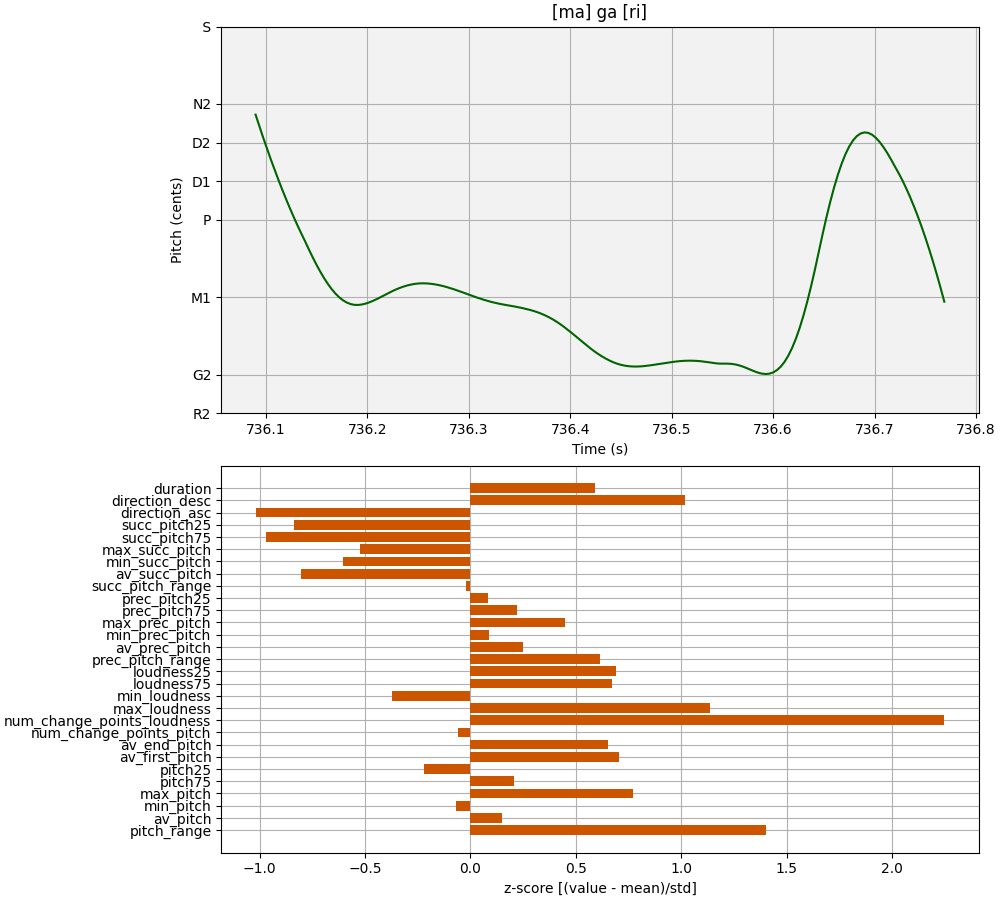 [ma] ga [ri]
S
N2
D2
D1
P
M1
G2
R2
Pitch (cents)
736.1 736.2 736.3 736.4 736.5 736.6 736.7 736.8
Time (s)
duration
direction_desc
direction_asc
succ_pitch25
succ_pitch75
max_succ_pitch
min_succ_pitch
av_succ_pitch
succ_pitch_range
prec_pitch25
prec_pitch75
max_prec_pitch
min_prec_pitch
av_prec_pitch
prec_pitch_range
loudness25
loudness75
min_loudness
max_loudness
num_change_points_loudness
num_change_points_pitch
av_end_pitch
av_first_pitch
pitch25
pitch75
max_pitch
min_pitch
av_pitch
pitch_range
−1.0 −0.5 0.0 0.5 1.0 1.5 2.0
z-score [(value - mean)/std]